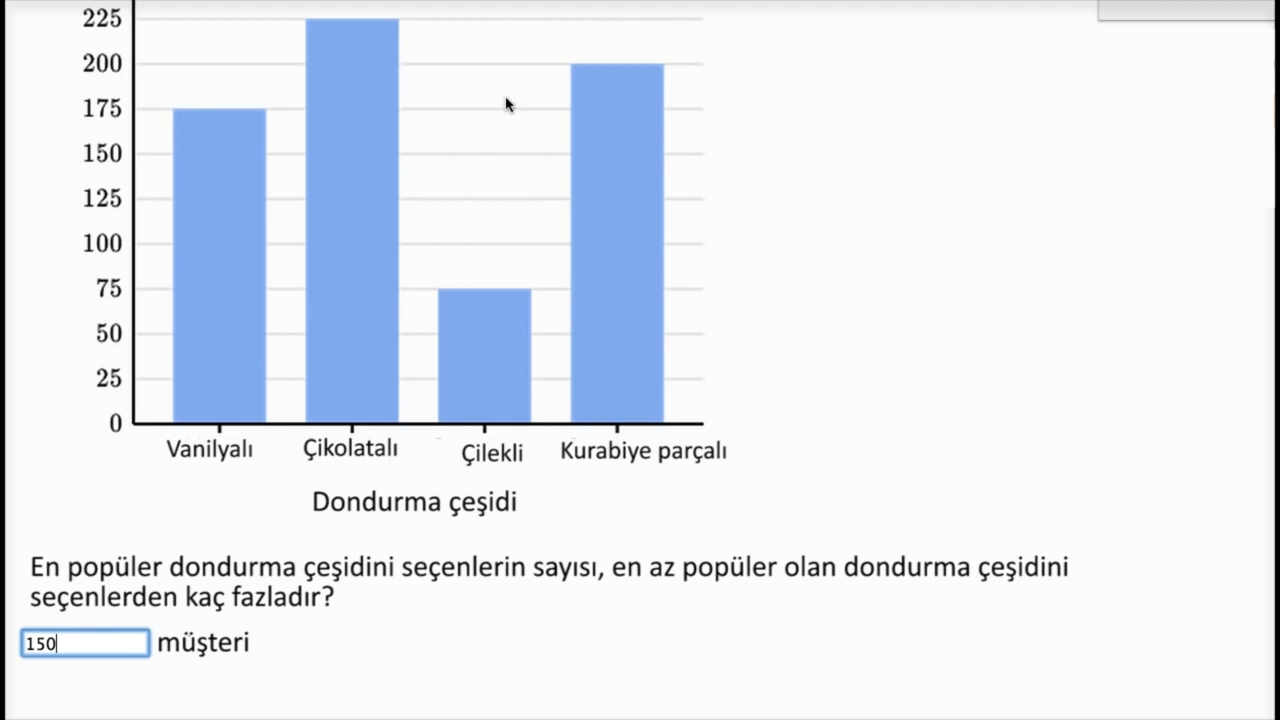 225
200
175
150
125
100
75
50
25
0
Vanilyalı Çikolatalı Çilekli Kurabiye parçalı
Dondurma çeşidi
En popüler dondurma çeşidini seçenlerin sayısı, en az popüler olan dondurma çeşidini
seçenlerden kaç fazladır?
150 müşteri